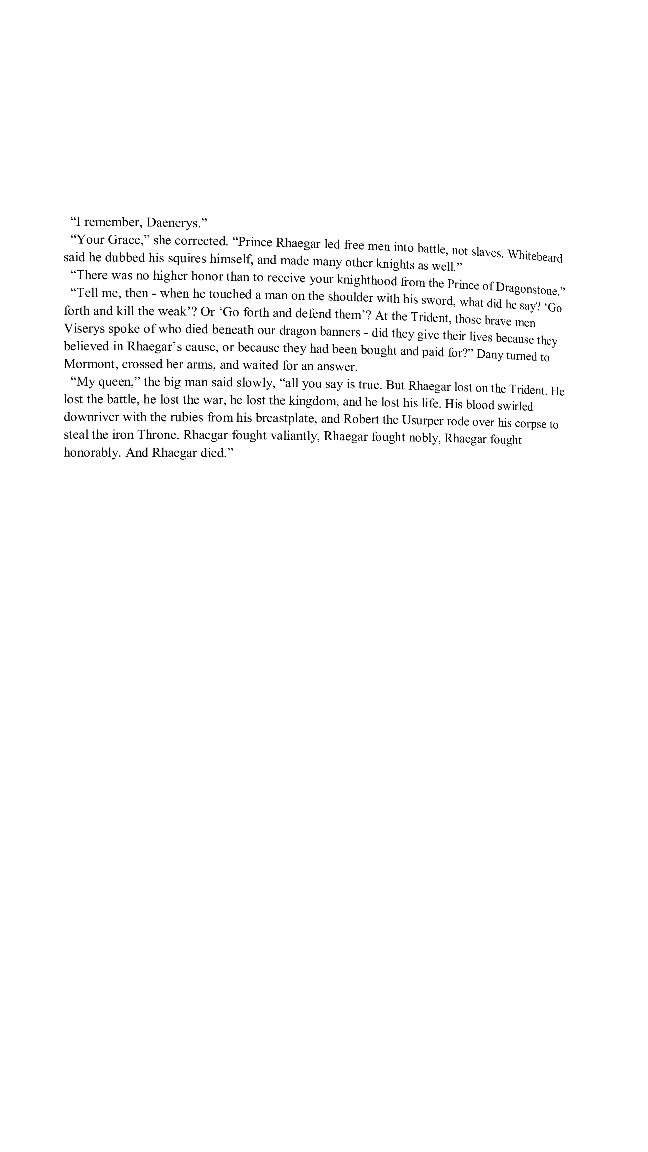 “I remember, Daenerys.”
“Your Grace,” she corrected. “Prince Rhaegar led free men into battle, not slaves. Whitebeard
said he dubbed his squires himself, and made many other knights as well.”
“There was no higher honor than to receive your knighthood from the Prince of Dragonstone.”
“Tell me, then - when he touched a man on the shoulder with his sword, what did he say? ‘Go
forth and kill the weak’? Or ‘Go forth and defend them’? At the Trident, those brave men
Viserys spoke of who died beneath our dragon banners - did they give their lives because they
believed in Rhaegar’s cause, or because they had been bought and paid for?” Dany turned to
Mormont, crossed her arms, and waited for an answer.
“My queen,” the big man said slowly, “all you say is true. But Rhaegar lost on the Trident. He
lost the battle, he lost the war, he lost the kingdom, and he lost his life. His blood swirled
downriver with the rubies from his breastplate, and Robert the Usurper rode over his corpse to
steal the iron Throne. Rhaegar fought valiantly, Rhaegar fought nobly, Rhaegar fought
honorably. And Rhaegar died.”